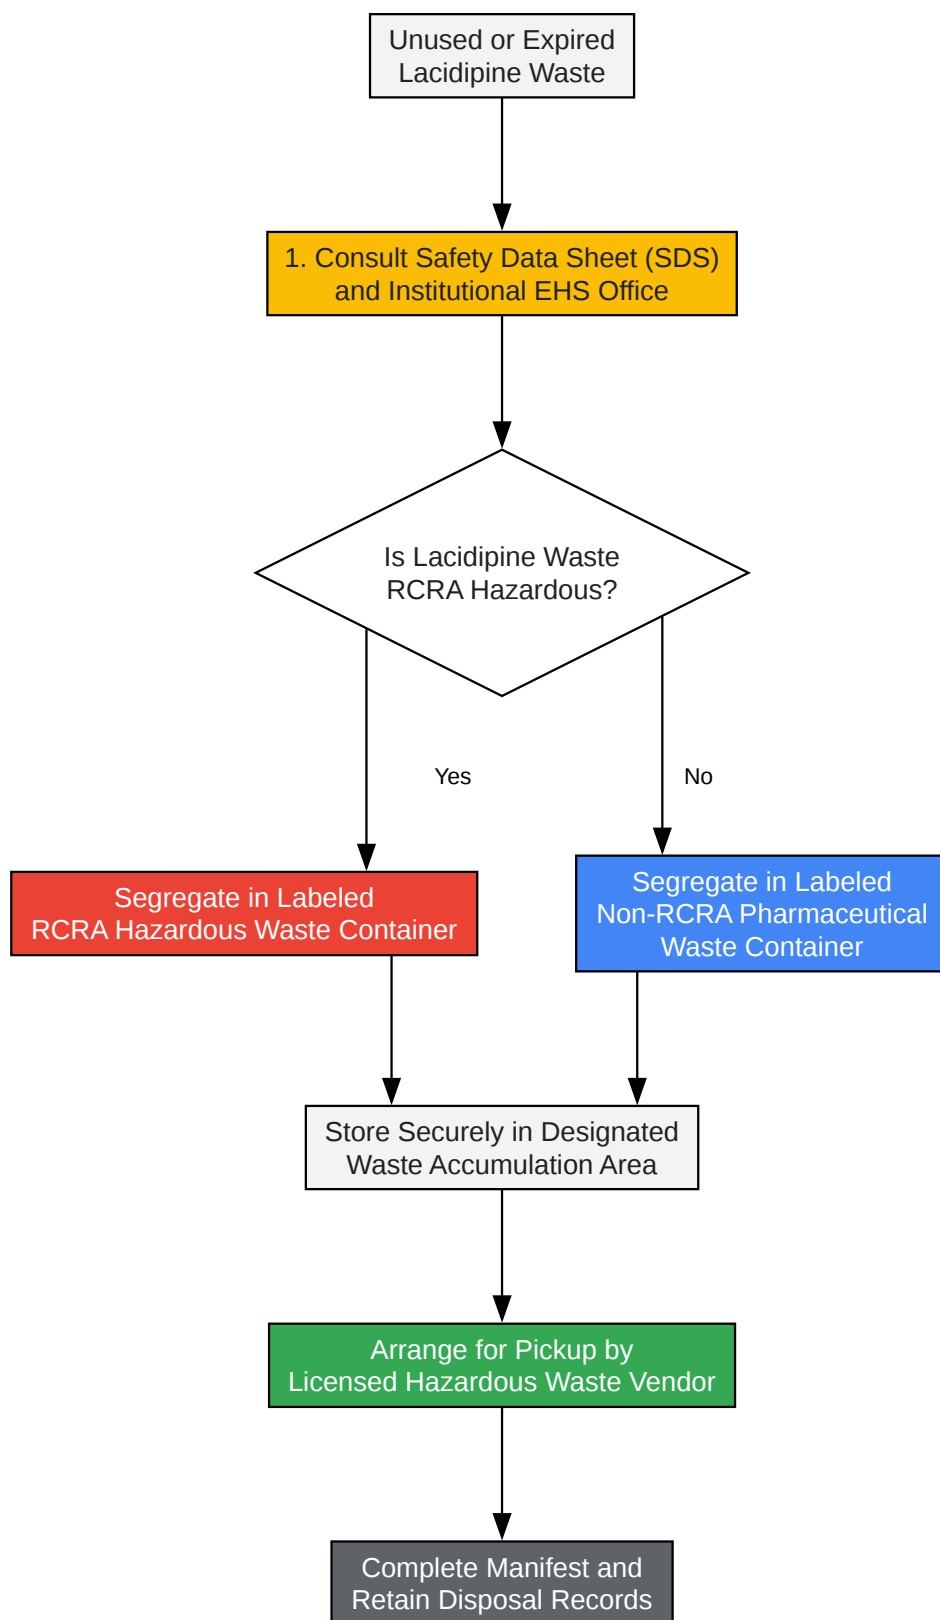 Unused or Expired
Lacidipine Waste
1. Consult Safety Data Sheet (SDS)
and Institutional EHS Office
Is Lacidipine Waste
RCRA Hazardous?
Yes
No
Segregate in Labeled
RCRA Hazardous Waste Container
Segregate in Labeled
Non-RCRA Pharmaceutical
Waste Container
Store Securely in Designated
Waste Accumulation Area
Arrange for Pickup by
Licensed Hazardous Waste Vendor
Complete Manifest and
Retain Disposal Records